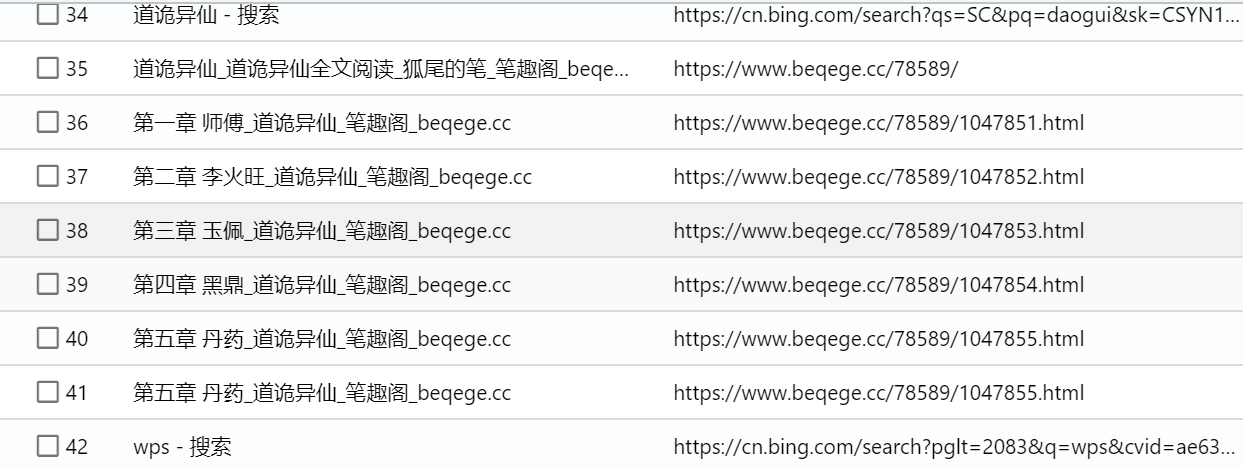 34 道诡异仙 - 搜索 https://cn.bing.com/search?qs=SC&pq=daogui&sk=CSYN1...
35 道诡异仙_道诡异仙全文阅读_狐尾的笔_笔趣阁_beqe... https://www.beqege.cc/78589/
36 第一章 师傅_道诡异仙_笔趣阁_beqege.cc https://www.beqege.cc/78589/1047851.html
37 第二章 李火旺_道诡异仙_笔趣阁_beqege.cc https://www.beqege.cc/78589/1047852.html
38 第三章 玉佩_道诡异仙_笔趣阁_beqege.cc https://www.beqege.cc/78589/1047853.html
39 第四章 黑鼎_道诡异仙_笔趣阁_beqege.cc https://www.beqege.cc/78589/1047854.html
40 第五章 丹药_道诡异仙_笔趣阁_beqege.cc https://www.beqege.cc/78589/1047855.html
41 第五章 丹药_道诡异仙_笔趣阁_beqege.cc https://www.beqege.cc/78589/1047855.html
42 wps - 搜索 https://cn.bing.com/search?pglt=2083&q=wps&cvid=ae63...